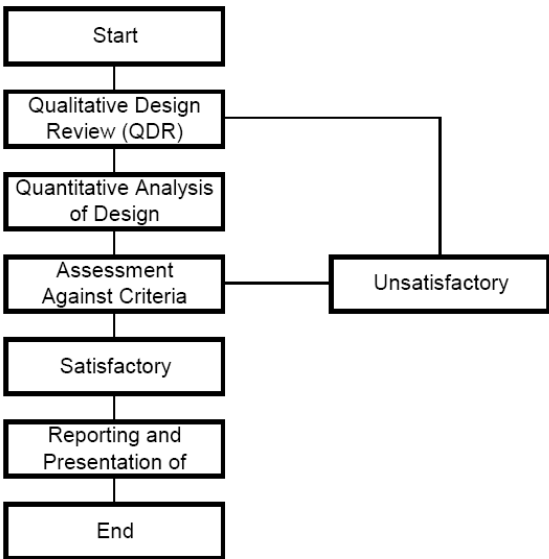 Start
Qualitative Design
Review (QDR)
Quantitative Analysis
of Design
Assessment
Against Criteria
Unsatisfactory
Satisfactory
Reporting and
Presentation of
End